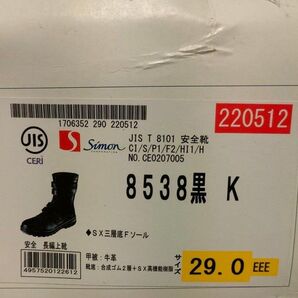 1706352 290 220512
JIS
CERI
S
Simon
JIS T 8101 安全靴
C1/S/P1/F2/HI1/H
NO.CE0207005
220512
8538黒 K
◆SX三層底Fソール
安全 長編上靴
4957520122612
甲被：牛革
靴底：合成ゴム2層+SX高機能樹脂
サイズ
29.0
EEE